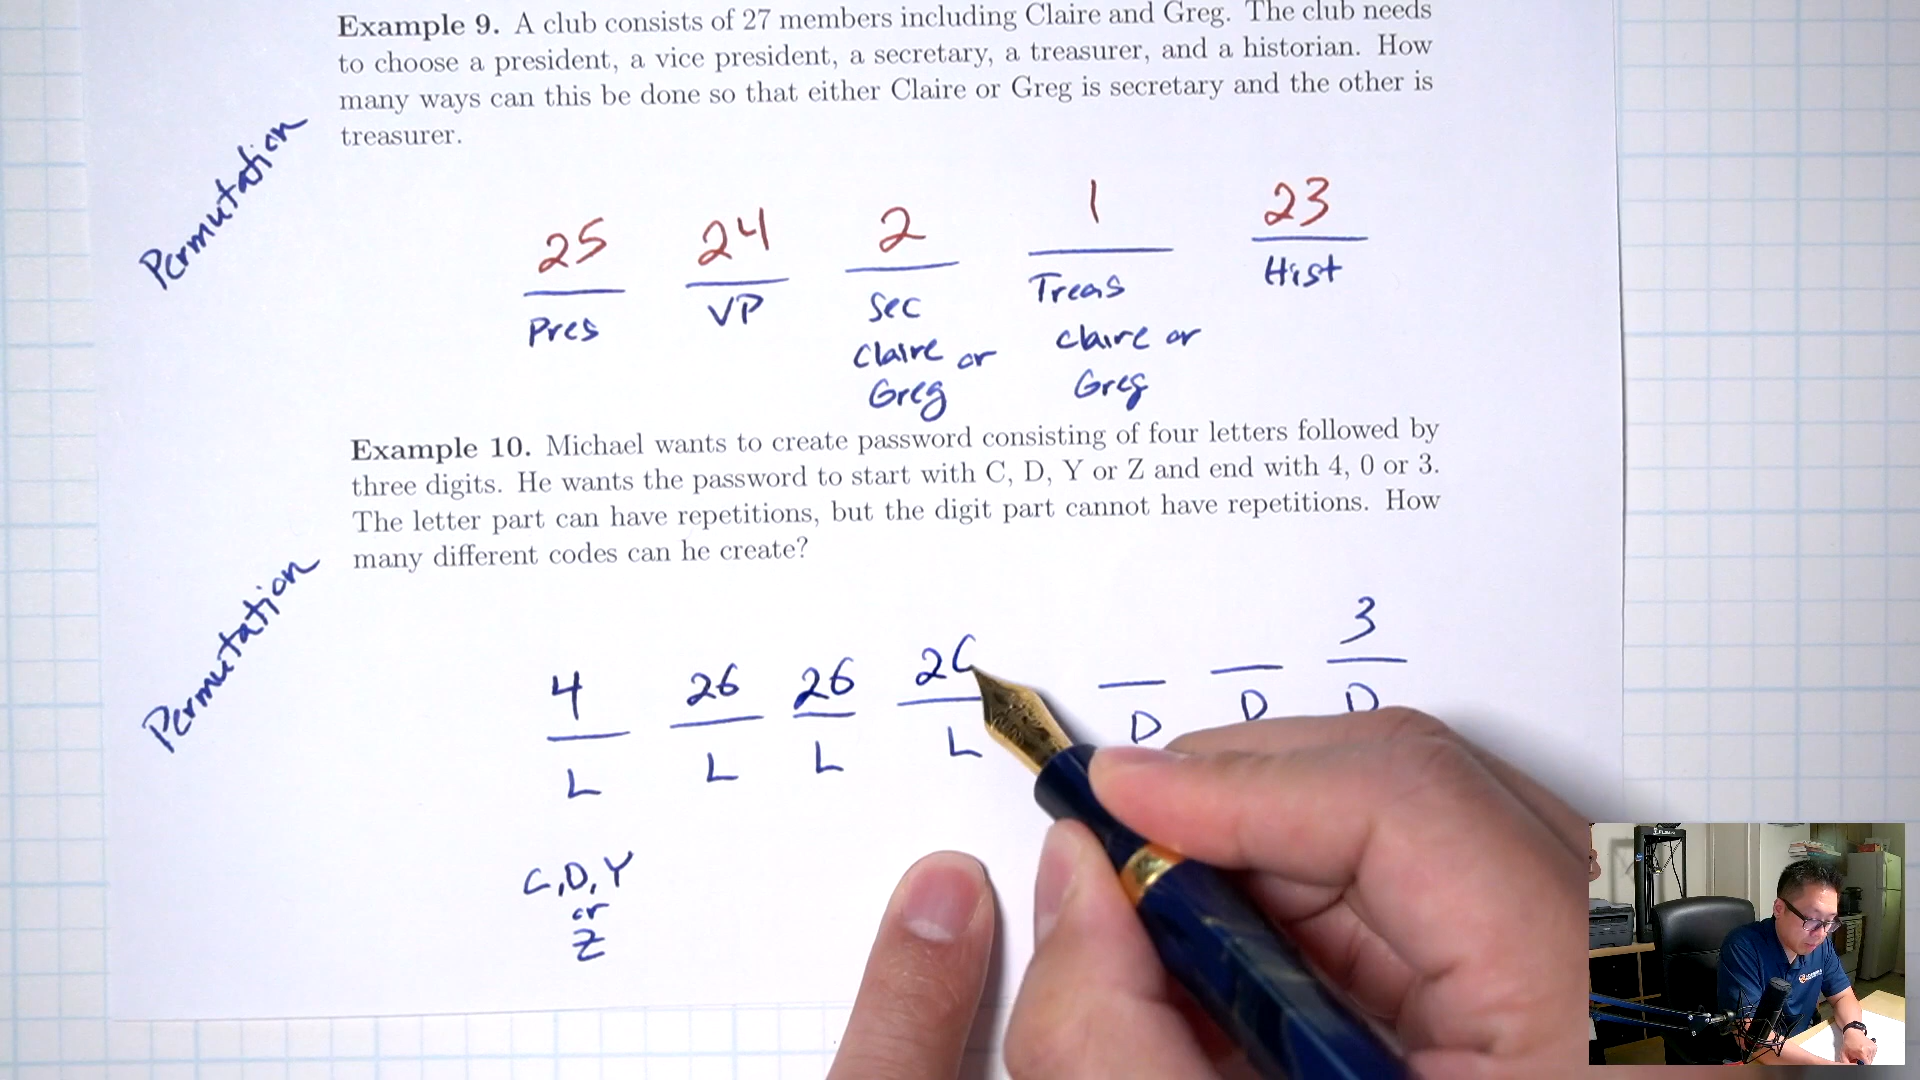 Example 9. A club consists of 27 members including Claire and Greg. The club needs
to choose a president, a vice president, a secretary, a treasurer, and a historian. How
many ways can this be done so that either Claire or Greg is secretary and the other is
treasurer.
Permutation
25 24 2 1 23
Pres VP Sec Treas Hist
Claire or Claire or
Greg Greg
Example 10. Michael wants to create password consisting of four letters followed by
three digits. He wants the password to start with C, D, Y or Z and end with 4, 0 or 3.
The letter part can have repetitions, but the digit part cannot have repetitions. How
many different codes can he create?
Permutation
4 26 26 26 3
L L L L D D D
C, D, Y
or
Z